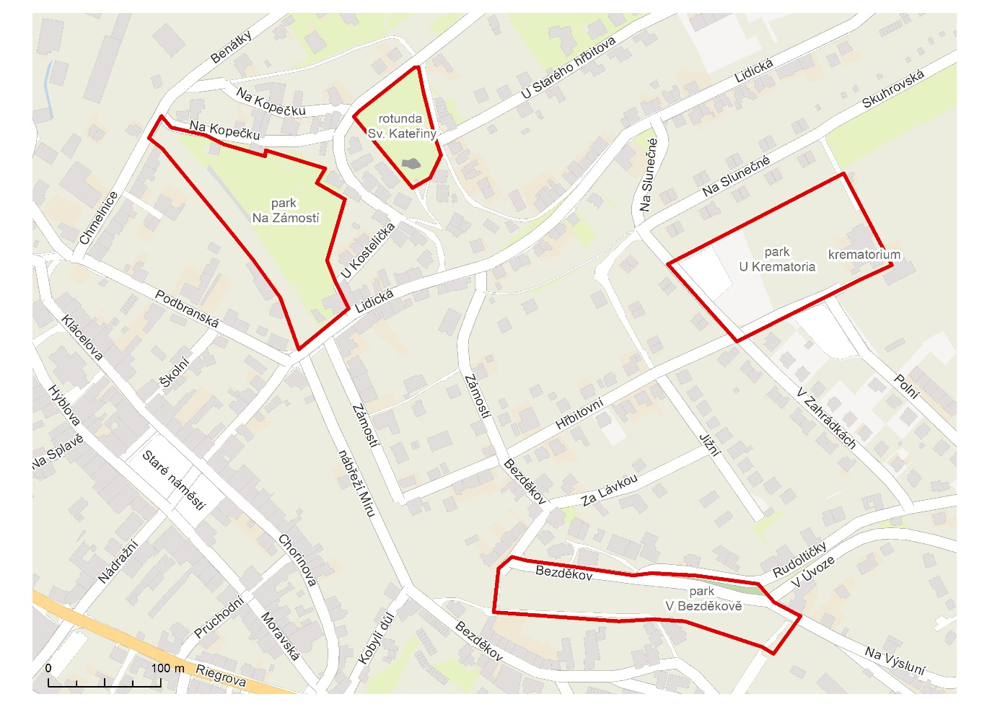 Benátky
Na Kopečku
rotunda
Sv. Kateřiny
U Starého hřbitova
Lidická
Skuhrovská
Na Kopečku
Na Slunečné
Na Slunečné
Chmelnice
park
Na Zámostí
U Kostelíčka
park
U Krematoria
krematorium
Podbranská
Lidická
Klácelova
Školní
Hýblova
Zámostí
Zámostí
Hřbitovní
V Zahrádkách
Polní
Na Splavě
Staré náměstí
nábřeží Míru
Bezděkov
Za Lávkou
Jižní
Nádražní
Chorinova
Bezděkov
Rudoltičky
V Úvoze
park
V Bezděkově
Průchodní
Moravská
Kobylí důl
Bezděkov
Na Výsluní
Riegrova
0 100 m